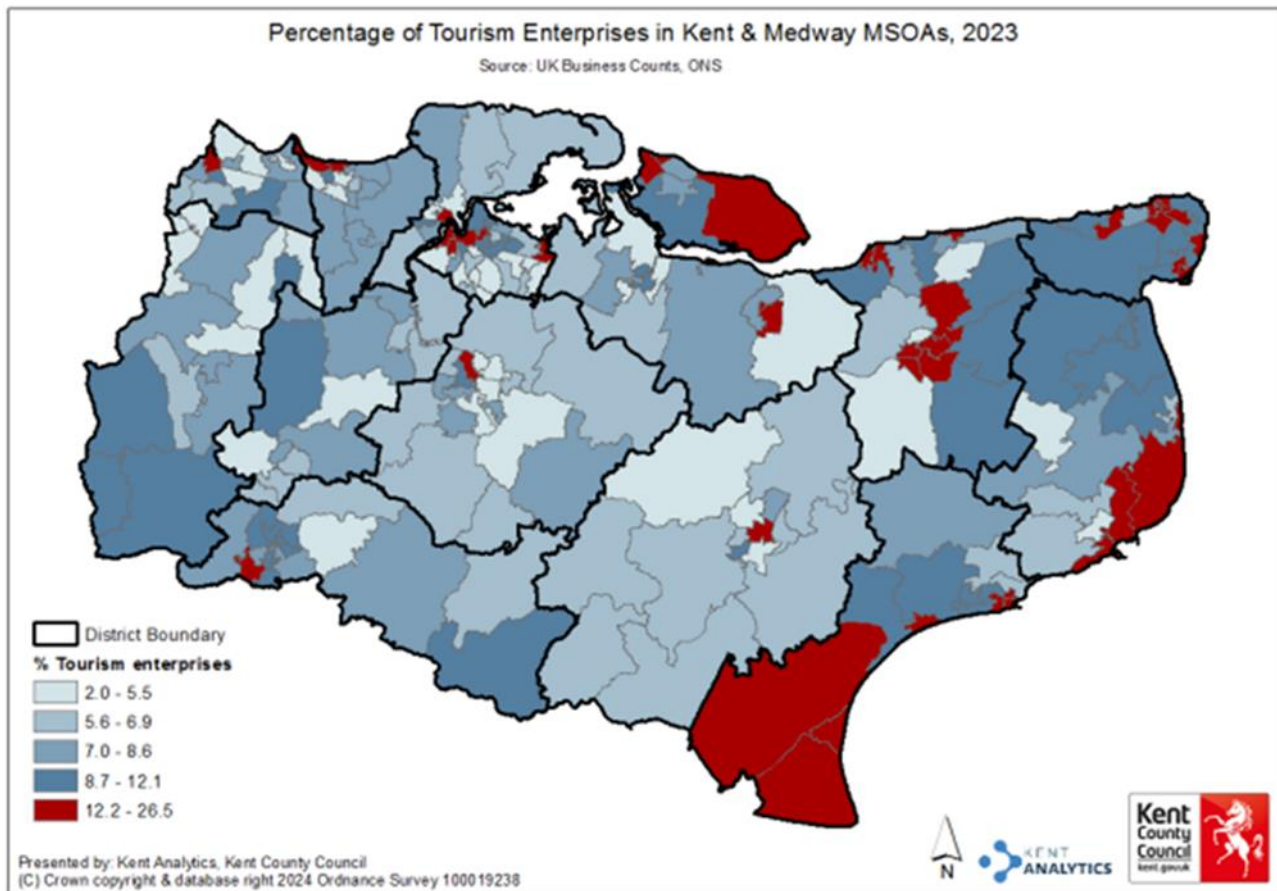 Percentage of Tourism Enterprises in Kent & Medway MSOAs, 2023
Source: UK Business Counts, ONS
District Boundary
% Tourism enterprises
2.0 - 5.5
5.6 - 6.9
7.0 - 8.6
8.7 - 12.1
12.2 - 26.5
Presented by: Kent Analytics, Kent County Council
(C) Crown copyright & database right 2024 Ordnance Survey 100019238
N
KENT
ANALYTICS
Kent
County
Council
kent.gov.uk